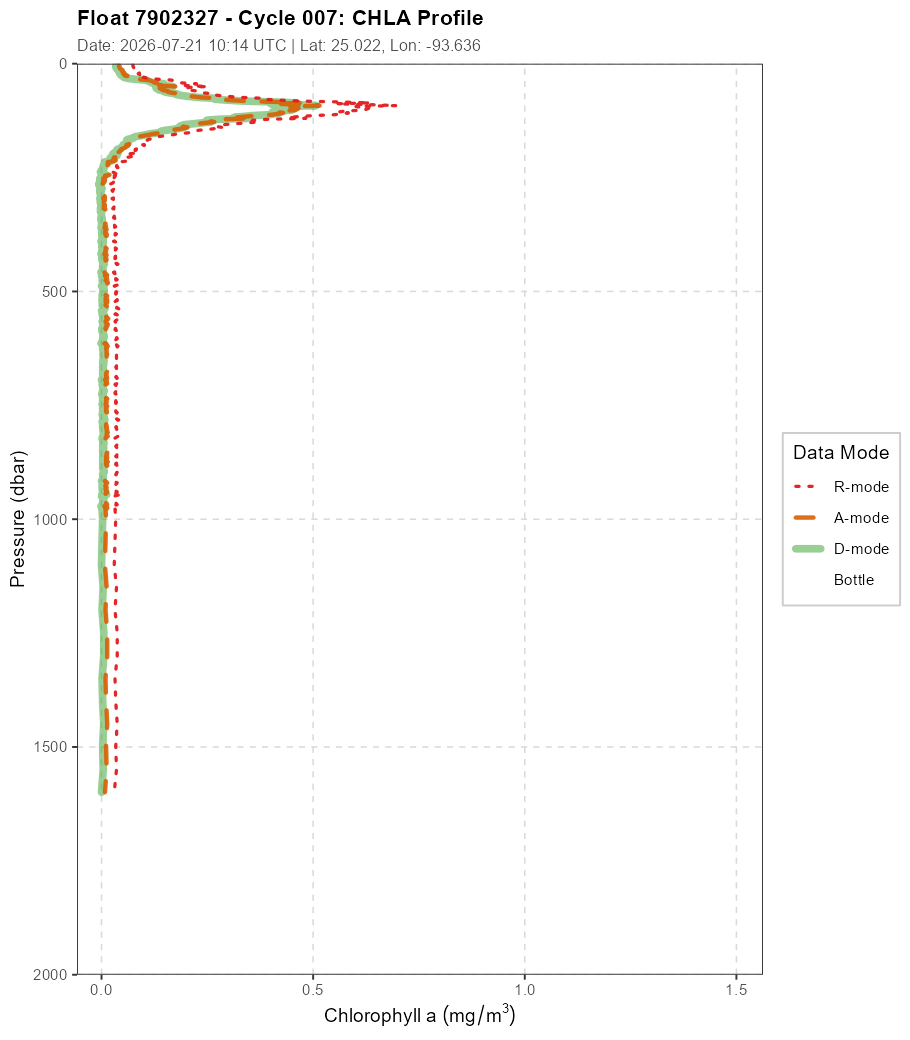 Float 7902327 - Cycle 007: CHLA Profile
Date: 2026-07-21 10:14 UTC | Lat: 25.022, Lon: -93.636
0
500
1000
1500
2000
Pressure (dbar)
0.0 0.5 1.0 1.5
Chlorophyll a (mg/m³)
Data Mode
R-mode
A-mode
D-mode
Bottle